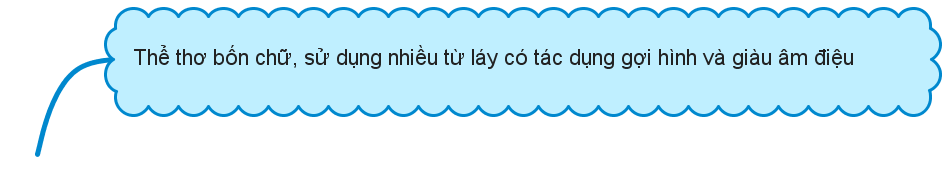 Thể thơ bốn chữ, sử dụng nhiều từ láy có tác dụng gợi hình và giàu âm điệu